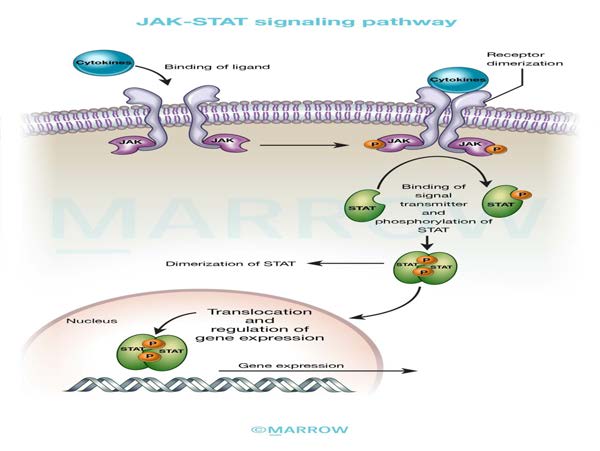 JAK-STAT signaling pathway
Cytokines
Binding of ligand
Receptor
dimerization
Cytokines
JAK
JAK
P
JAK
JAK
P
Binding of
signal
transmitter
and
phosphorylation of
STAT
STAT
STAT
P
MARROW
Dimerization of STAT
P
STAT
STAT
P
Nucleus
Translocation
and
regulation of
gene expression
P
STAT
STAT
P
Gene expression
©MARROW